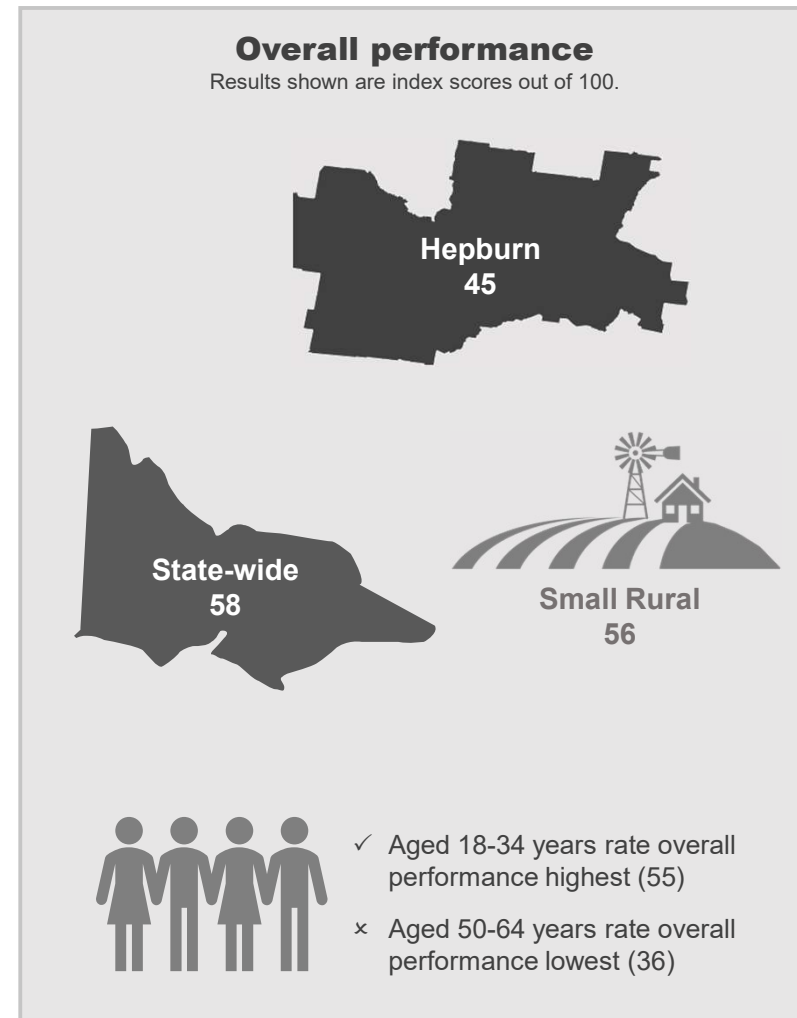 Overall performance
Results shown are index scores out of 100.
Hepburn
45
State-wide
58
Small Rural
56
✓ Aged 18-34 years rate overall
performance highest (55)
× Aged 50-64 years rate overall
performance lowest (36)